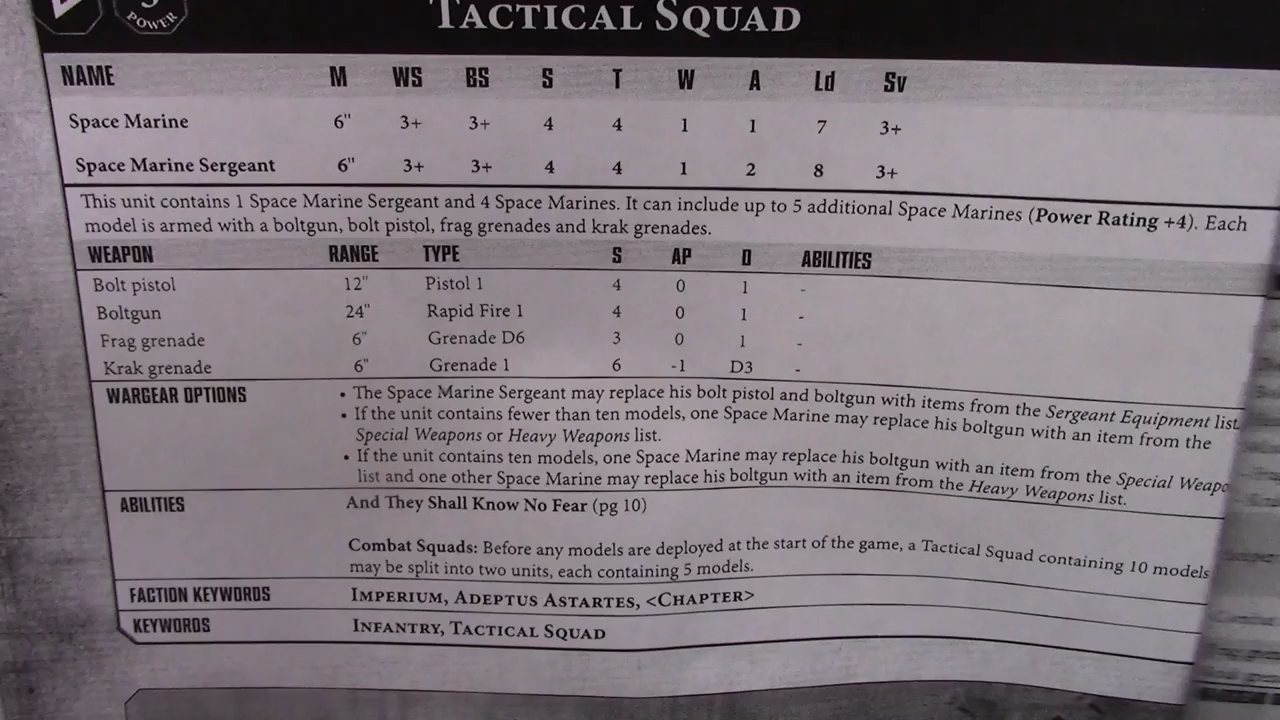 POWER
TACTICAL SQUAD
NAME M WS BS S T W A Ld Sv
Space Marine 6" 3+ 3+ 4 4 1 1 7 3+
Space Marine Sergeant 6" 3+ 3+ 4 4 1 2 8 3+
This unit contains 1 Space Marine Sergeant and 4 Space Marines. It can include up to 5 additional Space Marines (Power Rating +4). Each
model is armed with a boltgun, bolt pistol, frag grenades and krak grenades.
WEAPON RANGE TYPE S AP D ABILITIES
Bolt pistol 12" Pistol 1 4 0 1 -
Boltgun 24" Rapid Fire 1 4 0 1 -
Frag grenade 6" Grenade D6 3 0 1 -
Krak grenade 6" Grenade 1 6 -1 D3 -
WARGEAR OPTIONS • The Space Marine Sergeant may replace his bolt pistol and boltgun with items from the Sergeant Equipment list
• If the unit contains fewer than ten models, one Space Marine may replace his boltgun with an item from the
Special Weapons or Heavy Weapons list.
• If the unit contains ten models, one Space Marine may replace his boltgun with an item from the Special Weapo
list and one other Space Marine may replace his boltgun with an item from the Heavy Weapons list.
ABILITIES And They Shall Know No Fear (pg 10)
Combat Squads: Before any models are deployed at the start of the game, a Tactical Squad containing 10 models
may be split into two units, each containing 5 models.
FACTION KEYWORDS IMPERIUM, ADEPTUS ASTARTES, <CHAPTER>
KEYWORDS INFANTRY, TACTICAL SQUAD